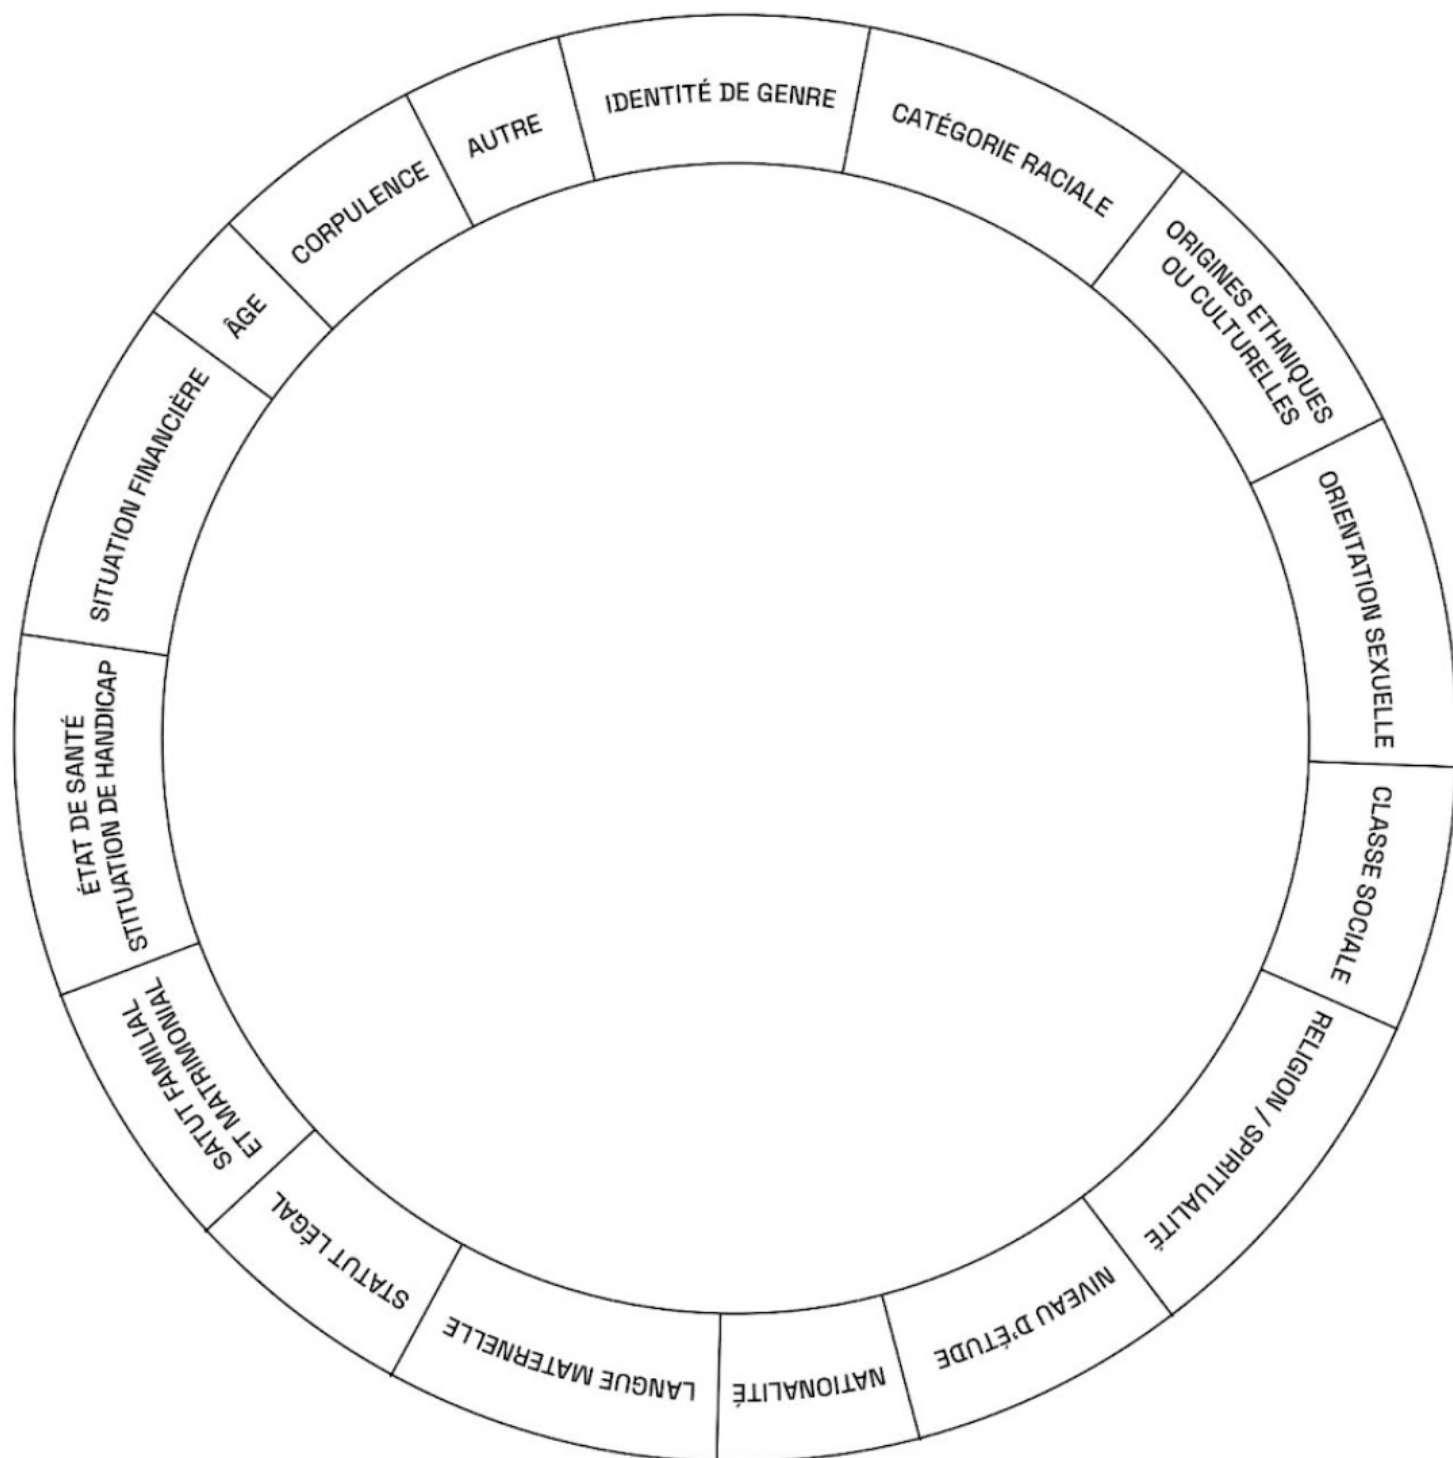 IDENTITÉ DE GENRE
CATÉGORIE RACIALE
ORIGINES ETHNIQUES
OU CULTURELLES
ORIENTATION SEXUELLE
CLASSE SOCIALE
RELIGION / SPIRITUALITÉ
NIVEAU D'ÉTUDE
NATIONALITÉ
LANGUE MATERNELLE
STATUT LÉGAL
SATUT FAMILIAL
ET MATRIMONIAL
ÉTAT DE SANTÉ
STITUATION DE HANDICAP
SITUATION FINANCIÈRE
ÂGE
CORPULENCE
AUTRE